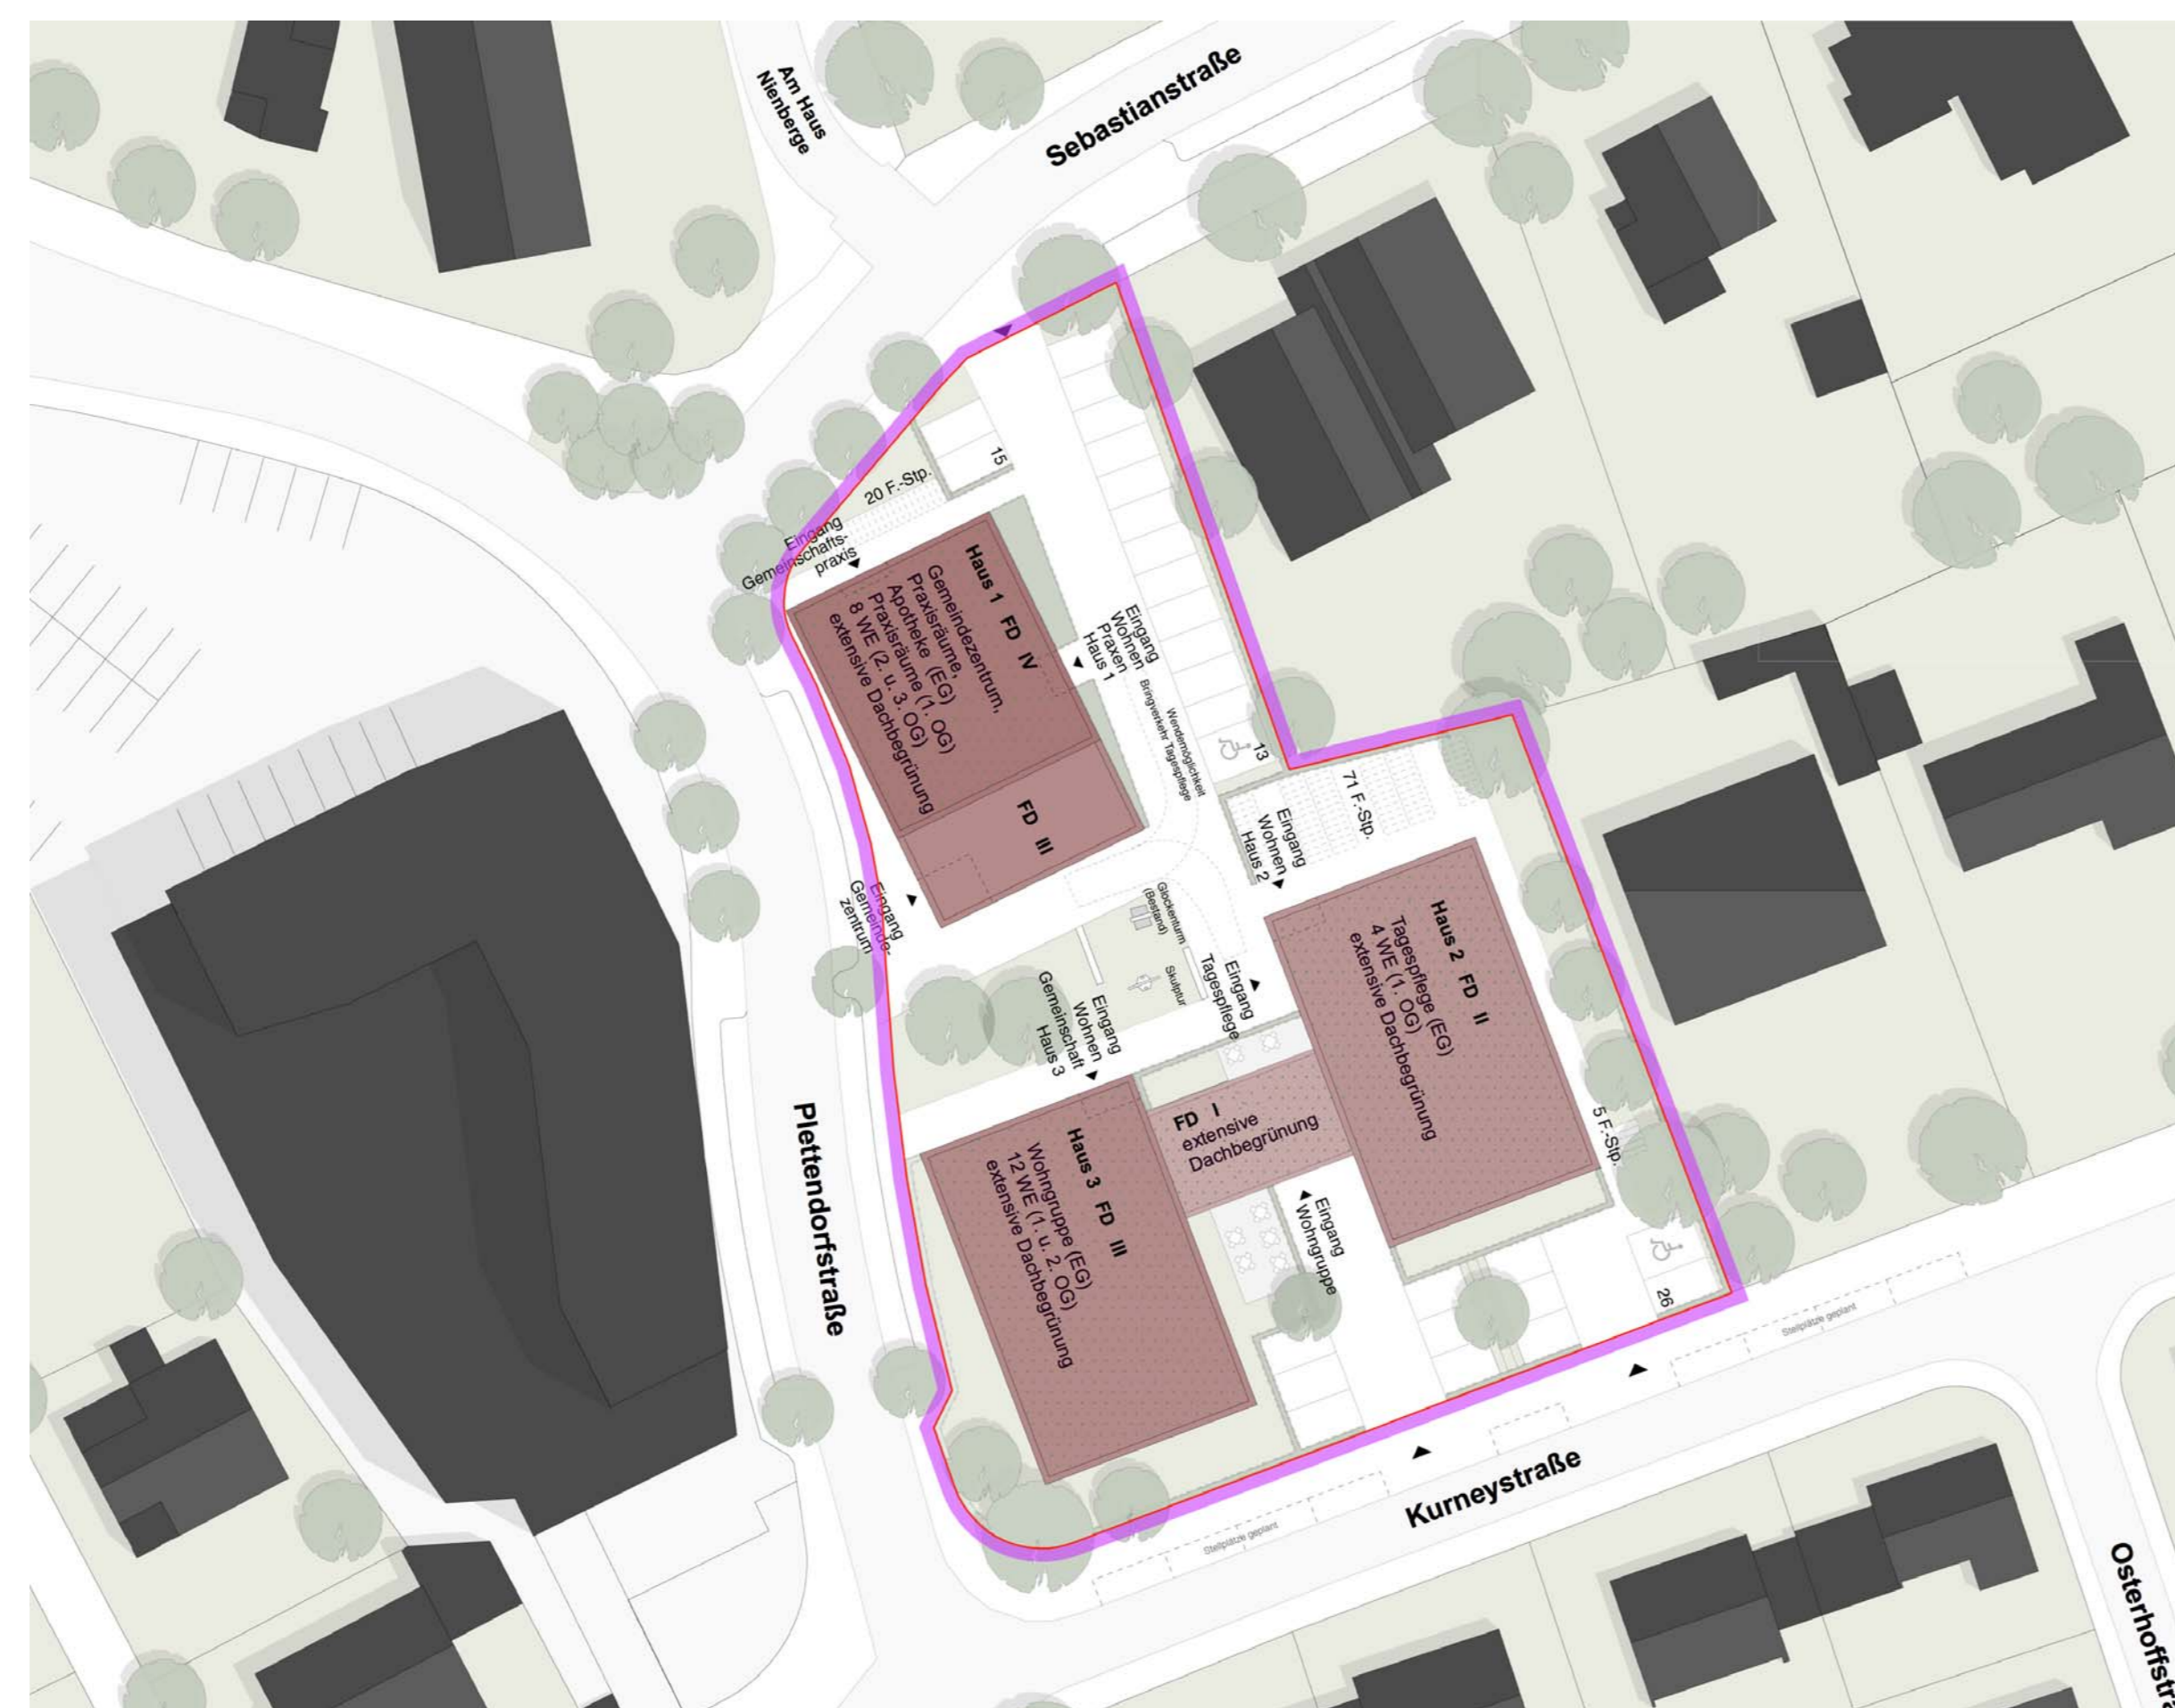 Am Haus
Nienberge
Sebastianstraße
15
20 F.-Stp.
Eingang
Gemeinschafts-
praxis
Haus 1 FD IV
Gemeindezentrum,
Praxisräume,
Apotheke (EG)
Praxisräume (1. OG)
8 WE (2. u. 3. OG)
extensive Dachbegrünung
FD III
Eingang
Wohnen
Praxen
Haus 1
Wendemöglichkeit
Bringverkehr Tagespflege
13
71 F.-Stp.
Eingang
Wohnen
Haus 2
Eingang
Gemeinde-
zentrum
Glockenturm
(Bestand)
Skulptur
Eingang
Tagespflege
Eingang
Wohnen
Gemeinschaft
Haus 3
Haus 2 FD II
Tagespflege (EG)
4 WE (1. OG)
extensive Dachbegrünung
FD I
extensive
Dachbegrünung
5 F.-Stp.
Haus 3 FD III
Wohngruppe (EG)
12 WE (1. u. 2. OG)
extensive Dachbegrünung
Eingang
Wohngruppe
26
Plettendorfstraße
Stellplätze geplant
Stellplätze geplant
Kurneystraße
Osterhoffstr